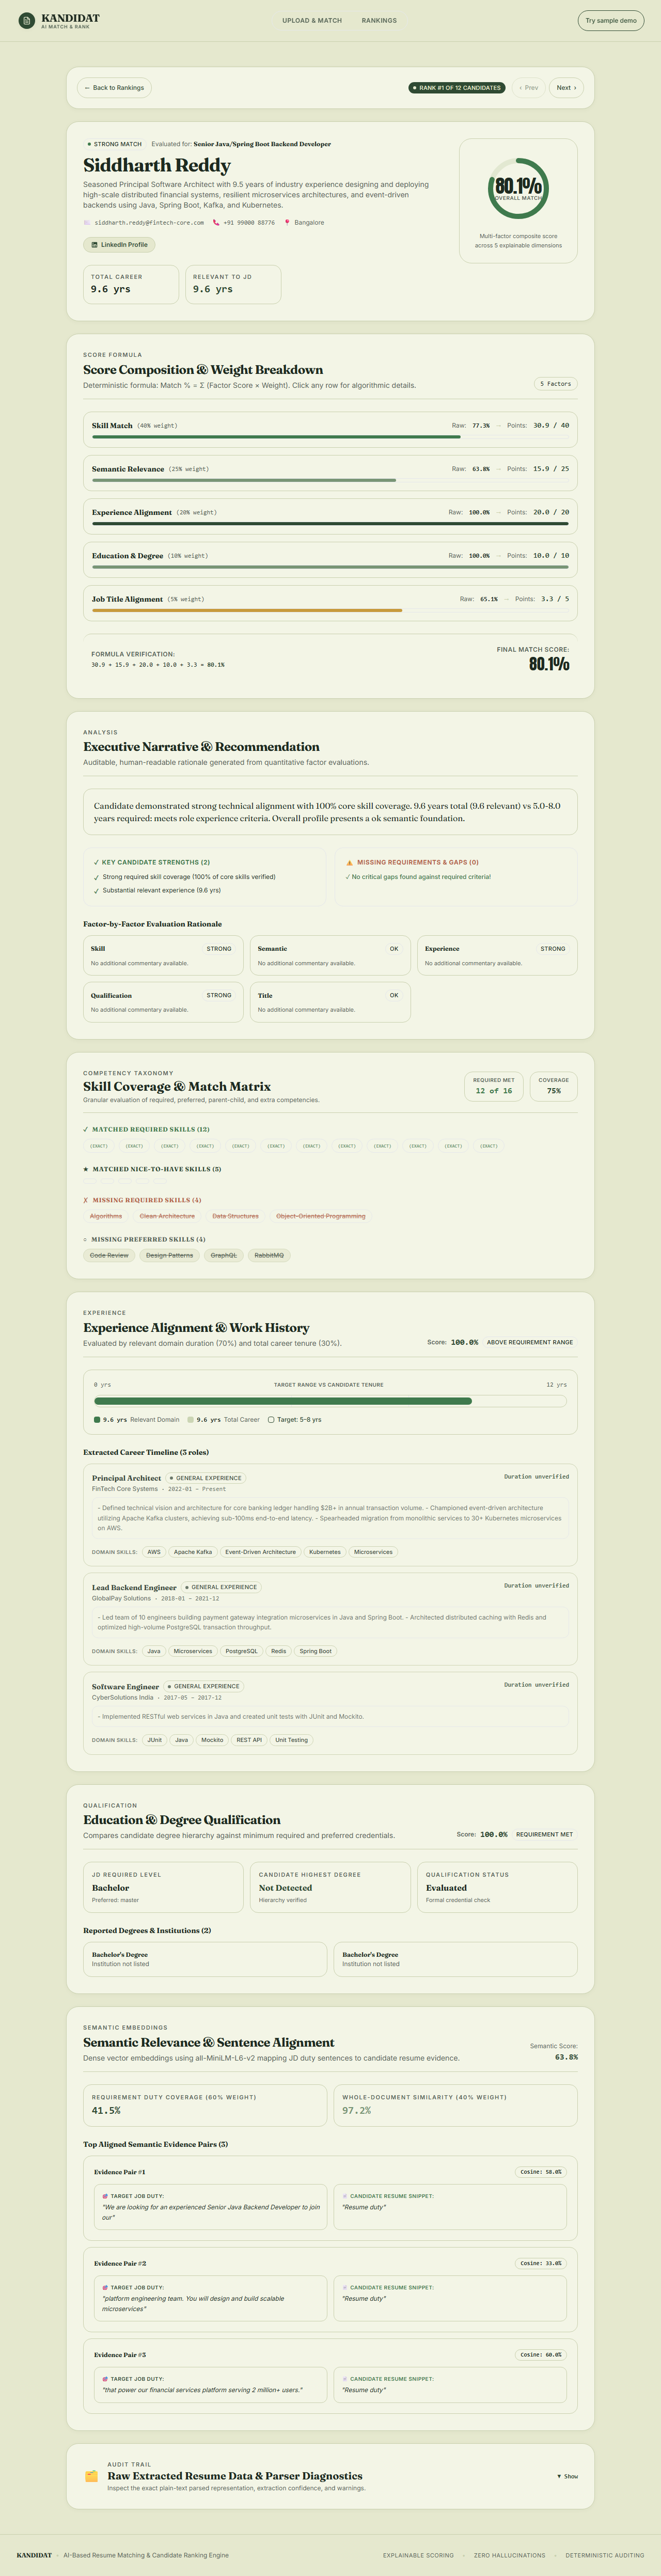 KANDIDAT
AI MATCH & RANK
UPLOAD & MATCH
RANKINGS
Try sample demo
← Back to Rankings
RANK #1 OF 12 CANDIDATES
‹ Prev
Next ›
STRONG MATCH
Evaluated for: Senior Java/Spring Boot Backend Developer
Siddharth Reddy
Seasoned Principal Software Architect with 9.5 years of industry experience designing and deploying
high-scale distributed financial systems, resilient microservices architectures, and event-driven
backends using Java, Spring Boot, Kafka, and Kubernetes.
siddharth.reddy@fintech-core.com
+91 99000 88776
Bangalore
LinkedIn Profile
TOTAL CAREER
9.6 yrs
RELEVANT TO JD
9.6 yrs
80.1%
OVERALL MATCH
Multi-factor composite score
across 5 explainable dimensions
SCORE FORMULA
Score Composition & Weight Breakdown
Deterministic formula: Match % = Σ (Factor Score × Weight). Click any row for algorithmic details.
5 Factors
Skill Match (40% weight)
Raw: 77.3% — Points: 30.9 / 40
Semantic Relevance (25% weight)
Raw: 63.8% — Points: 15.9 / 25
Experience Alignment (20% weight)
Raw: 100.0% — Points: 20.0 / 20
Education & Degree (10% weight)
Raw: 100.0% — Points: 10.0 / 10
Job Title Alignment (5% weight)
Raw: 65.1% — Points: 3.3 / 5
FORMULA VERIFICATION:
30.9 + 15.9 + 20.0 + 10.0 + 3.3 = 80.1%
FINAL MATCH SCORE:
80.1%
ANALYSIS
Executive Narrative & Recommendation
Auditable, human-readable rationale generated from quantitative factor evaluations.
Candidate demonstrated strong technical alignment with 100% core skill coverage. 9.6 years total (9.6 relevant) vs 5.0-8.0
years required: meets role experience criteria. Overall profile presents a ok semantic foundation.
✓ KEY CANDIDATE STRENGTHS (2)
✓ Strong required skill coverage (100% of core skills verified)
✓ Substantial relevant experience (9.6 yrs)
⚠ MISSING REQUIREMENTS & GAPS (0)
✓ No critical gaps found against required criteria!
Factor-by-Factor Evaluation Rationale
Skill
STRONG
No additional commentary available.
Semantic
OK
No additional commentary available.
Experience
STRONG
No additional commentary available.
Qualification
STRONG
No additional commentary available.
Title
OK
No additional commentary available.
COMPETENCY TAXONOMY
Skill Coverage & Match Matrix
Granular evaluation of required, preferred, parent-child, and extra competencies.
REQUIRED MET
12 of 16
COVERAGE
75%
✓ MATCHED REQUIRED SKILLS (12)
(EXACT) (EXACT) (EXACT) (EXACT) (EXACT) (EXACT) (EXACT) (EXACT) (EXACT) (EXACT) (EXACT) (EXACT)
★ MATCHED NICE-TO-HAVE SKILLS (5)
✗ MISSING REQUIRED SKILLS (4)
Algorithms Clean Architecture Data Structures Object-Oriented Programming
○ MISSING PREFERRED SKILLS (4)
Code Review Design Patterns GraphQL RabbitMQ
EXPERIENCE
Experience Alignment & Work History
Evaluated by relevant domain duration (70%) and total career tenure (30%).
Score: 100.0% ABOVE REQUIREMENT RANGE
0 yrs
TARGET RANGE VS CANDIDATE TENURE
12 yrs
9.6 yrs Relevant Domain
9.6 yrs Total Career
Target: 5–8 yrs
Extracted Career Timeline (3 roles)
Principal Architect
GENERAL EXPERIENCE
Duration unverified
FinTech Core Systems • 2022-01 — Present
- Defined technical vision and architecture for core banking ledger handling $2B+ in annual transaction volume. - Championed event-driven architecture
utilizing Apache Kafka clusters, achieving sub-100ms end-to-end latency. - Spearheaded migration from monolithic services to 30+ Kubernetes microservices
on AWS.
DOMAIN SKILLS: AWS Apache Kafka Event-Driven Architecture Kubernetes Microservices
Lead Backend Engineer
GENERAL EXPERIENCE
Duration unverified
GlobalPay Solutions • 2018-01 — 2021-12
- Led team of 10 engineers building payment gateway integration microservices in Java and Spring Boot. - Architected distributed caching with Redis and
optimized high-volume PostgreSQL transaction throughput.
DOMAIN SKILLS: Java Microservices PostgreSQL Redis Spring Boot
Software Engineer
GENERAL EXPERIENCE
Duration unverified
CyberSolutions India • 2017-05 — 2017-12
- Implemented RESTful web services in Java and created unit tests with JUnit and Mockito.
DOMAIN SKILLS: JUnit Java Mockito REST API Unit Testing
QUALIFICATION
Education & Degree Qualification
Compares candidate degree hierarchy against minimum required and preferred credentials.
Score: 100.0% REQUIREMENT MET
JD REQUIRED LEVEL
Bachelor
Preferred: master
CANDIDATE HIGHEST DEGREE
Not Detected
Hierarchy verified
QUALIFICATION STATUS
Evaluated
Formal credential check
Reported Degrees & Institutions (2)
Bachelor's Degree
Institution not listed
Bachelor's Degree
Institution not listed
SEMANTIC EMBEDDINGS
Semantic Relevance & Sentence Alignment
Dense vector embeddings using all-MiniLM-L6-v2 mapping JD duty sentences to candidate resume evidence.
Semantic Score:
63.8%
REQUIREMENT DUTY COVERAGE (60% WEIGHT)
41.5%
WHOLE-DOCUMENT SIMILARITY (40% WEIGHT)
97.2%
Top Aligned Semantic Evidence Pairs (3)
Evidence Pair #1
Cosine: 58.0%
TARGET JOB DUTY:
"We are looking for an experienced Senior Java Backend Developer to join
our"
CANDIDATE RESUME SNIPPET:
"Resume duty"
Evidence Pair #2
Cosine: 33.0%
TARGET JOB DUTY:
"platform engineering team. You will design and build scalable
microservices"
CANDIDATE RESUME SNIPPET:
"Resume duty"
Evidence Pair #3
Cosine: 60.0%
TARGET JOB DUTY:
"that power our financial services platform serving 2 million+ users."
CANDIDATE RESUME SNIPPET:
"Resume duty"
AUDIT TRAIL
Raw Extracted Resume Data & Parser Diagnostics
Inspect the exact plain-text parsed representation, extraction confidence, and warnings.
▼ Show
KANDIDAT • AI-Based Resume Matching & Candidate Ranking Engine
EXPLAINABLE SCORING • ZERO HALLUCINATIONS • DETERMINISTIC AUDITING